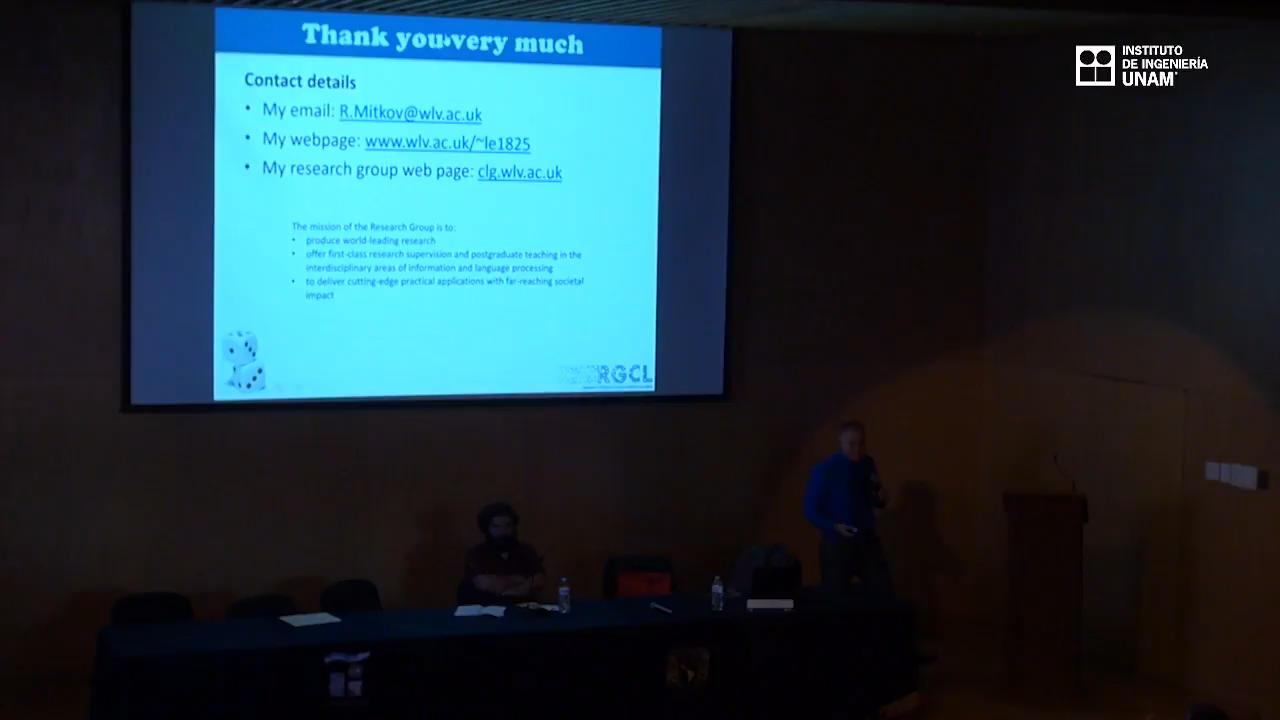 Thank you very much
Contact details
• My email: R.Mitkov@wlv.ac.uk
• My webpage: www.wlv.ac.uk/~le1825
• My research group web page: clg.wlv.ac.uk
The mission of the Research Group is to:
• produce world-leading research
• offer first-class research supervision and postgraduate teaching in the
interdisciplinary areas of information and language processing
• to deliver cutting-edge practical applications with far-reaching societal
impact
RGCL
INSTITUTO
DE INGENIERÍA
UNAM